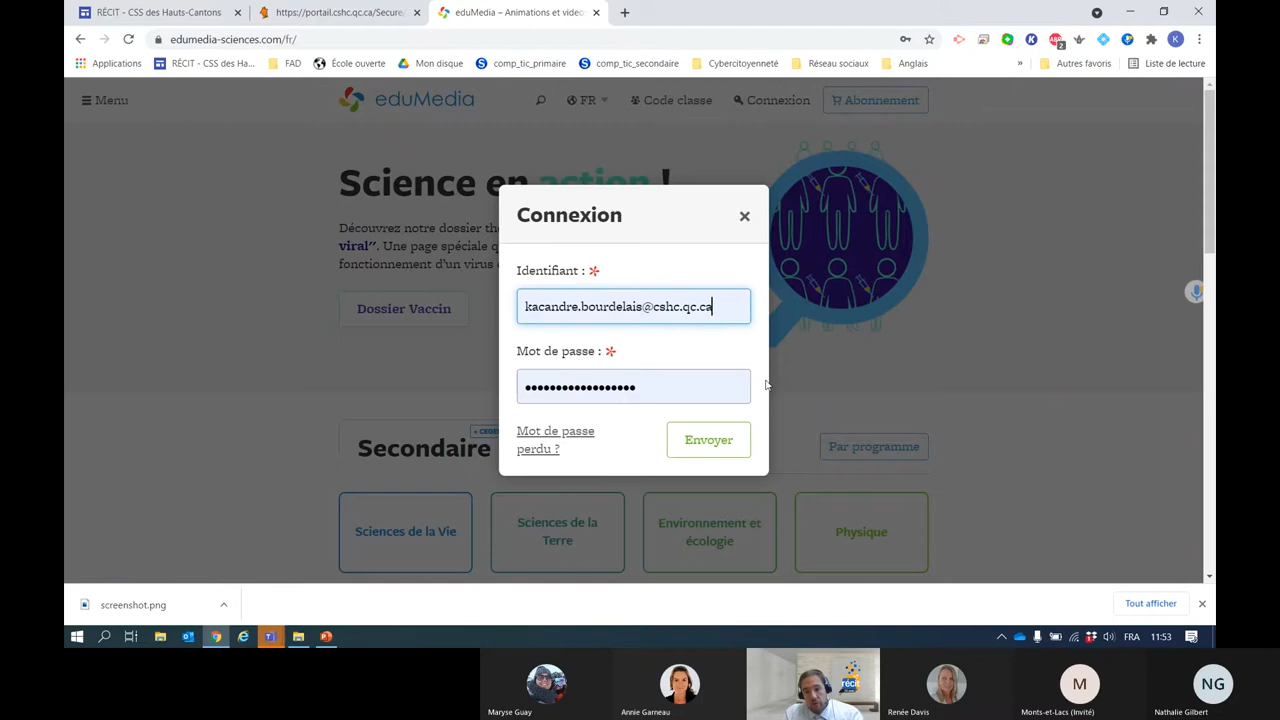 RÉCIT - CSS des Hauts-Cantons
https://portail.cshc.qc.ca/Secure/
eduMedia – Animations et videos
edumedia-sciences.com/fr/
2
K
Applications
RÉCIT - CSS des Ha...
FAD
École ouverte
Mon disque
comp_tic_primaire
comp_tic_secondaire
Cybercitoyenneté
Réseau sociaux
Anglais
»
Autres favoris
Liste de lecture
Menu
eduMedia
FR
Code classe
Connexion
Abonnement
Science en action !
Découvrez notre dossier th
viral”. Une page spéciale q
fonctionnement d’un virus
Dossier Vaccin
Connexion
Identifiant : *
kacandre.bourdelais@cshc.qc.ca
Mot de passe : *
••••••••••••••••••
Mot de passe
perdu ?
Envoyer
Secondaire
Par programme
Sciences de la Vie
Sciences de la
Terre
Environnement et
écologie
Physique
screenshot.png
Tout afficher
FRA
11:53
récit
Maryse Guay
Annie Garneau
Renée Davis
M
Monts-et-Lacs (Invité)
NG
Nathalie Gilbert